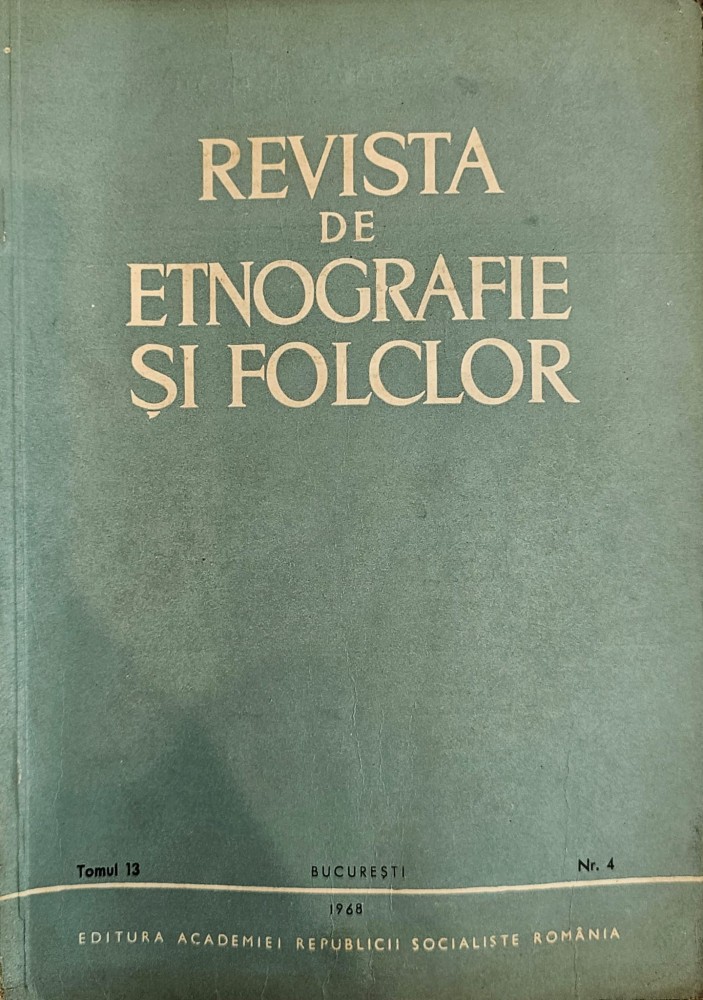 REVISTA
DE
ETNOGRAFIE
ȘI FOLCLOR
Tomul 13 BUCUREȘTI Nr. 4
1968
EDITURA ACADEMIEI REPUBLICII SOCIALISTE ROMÂNIA